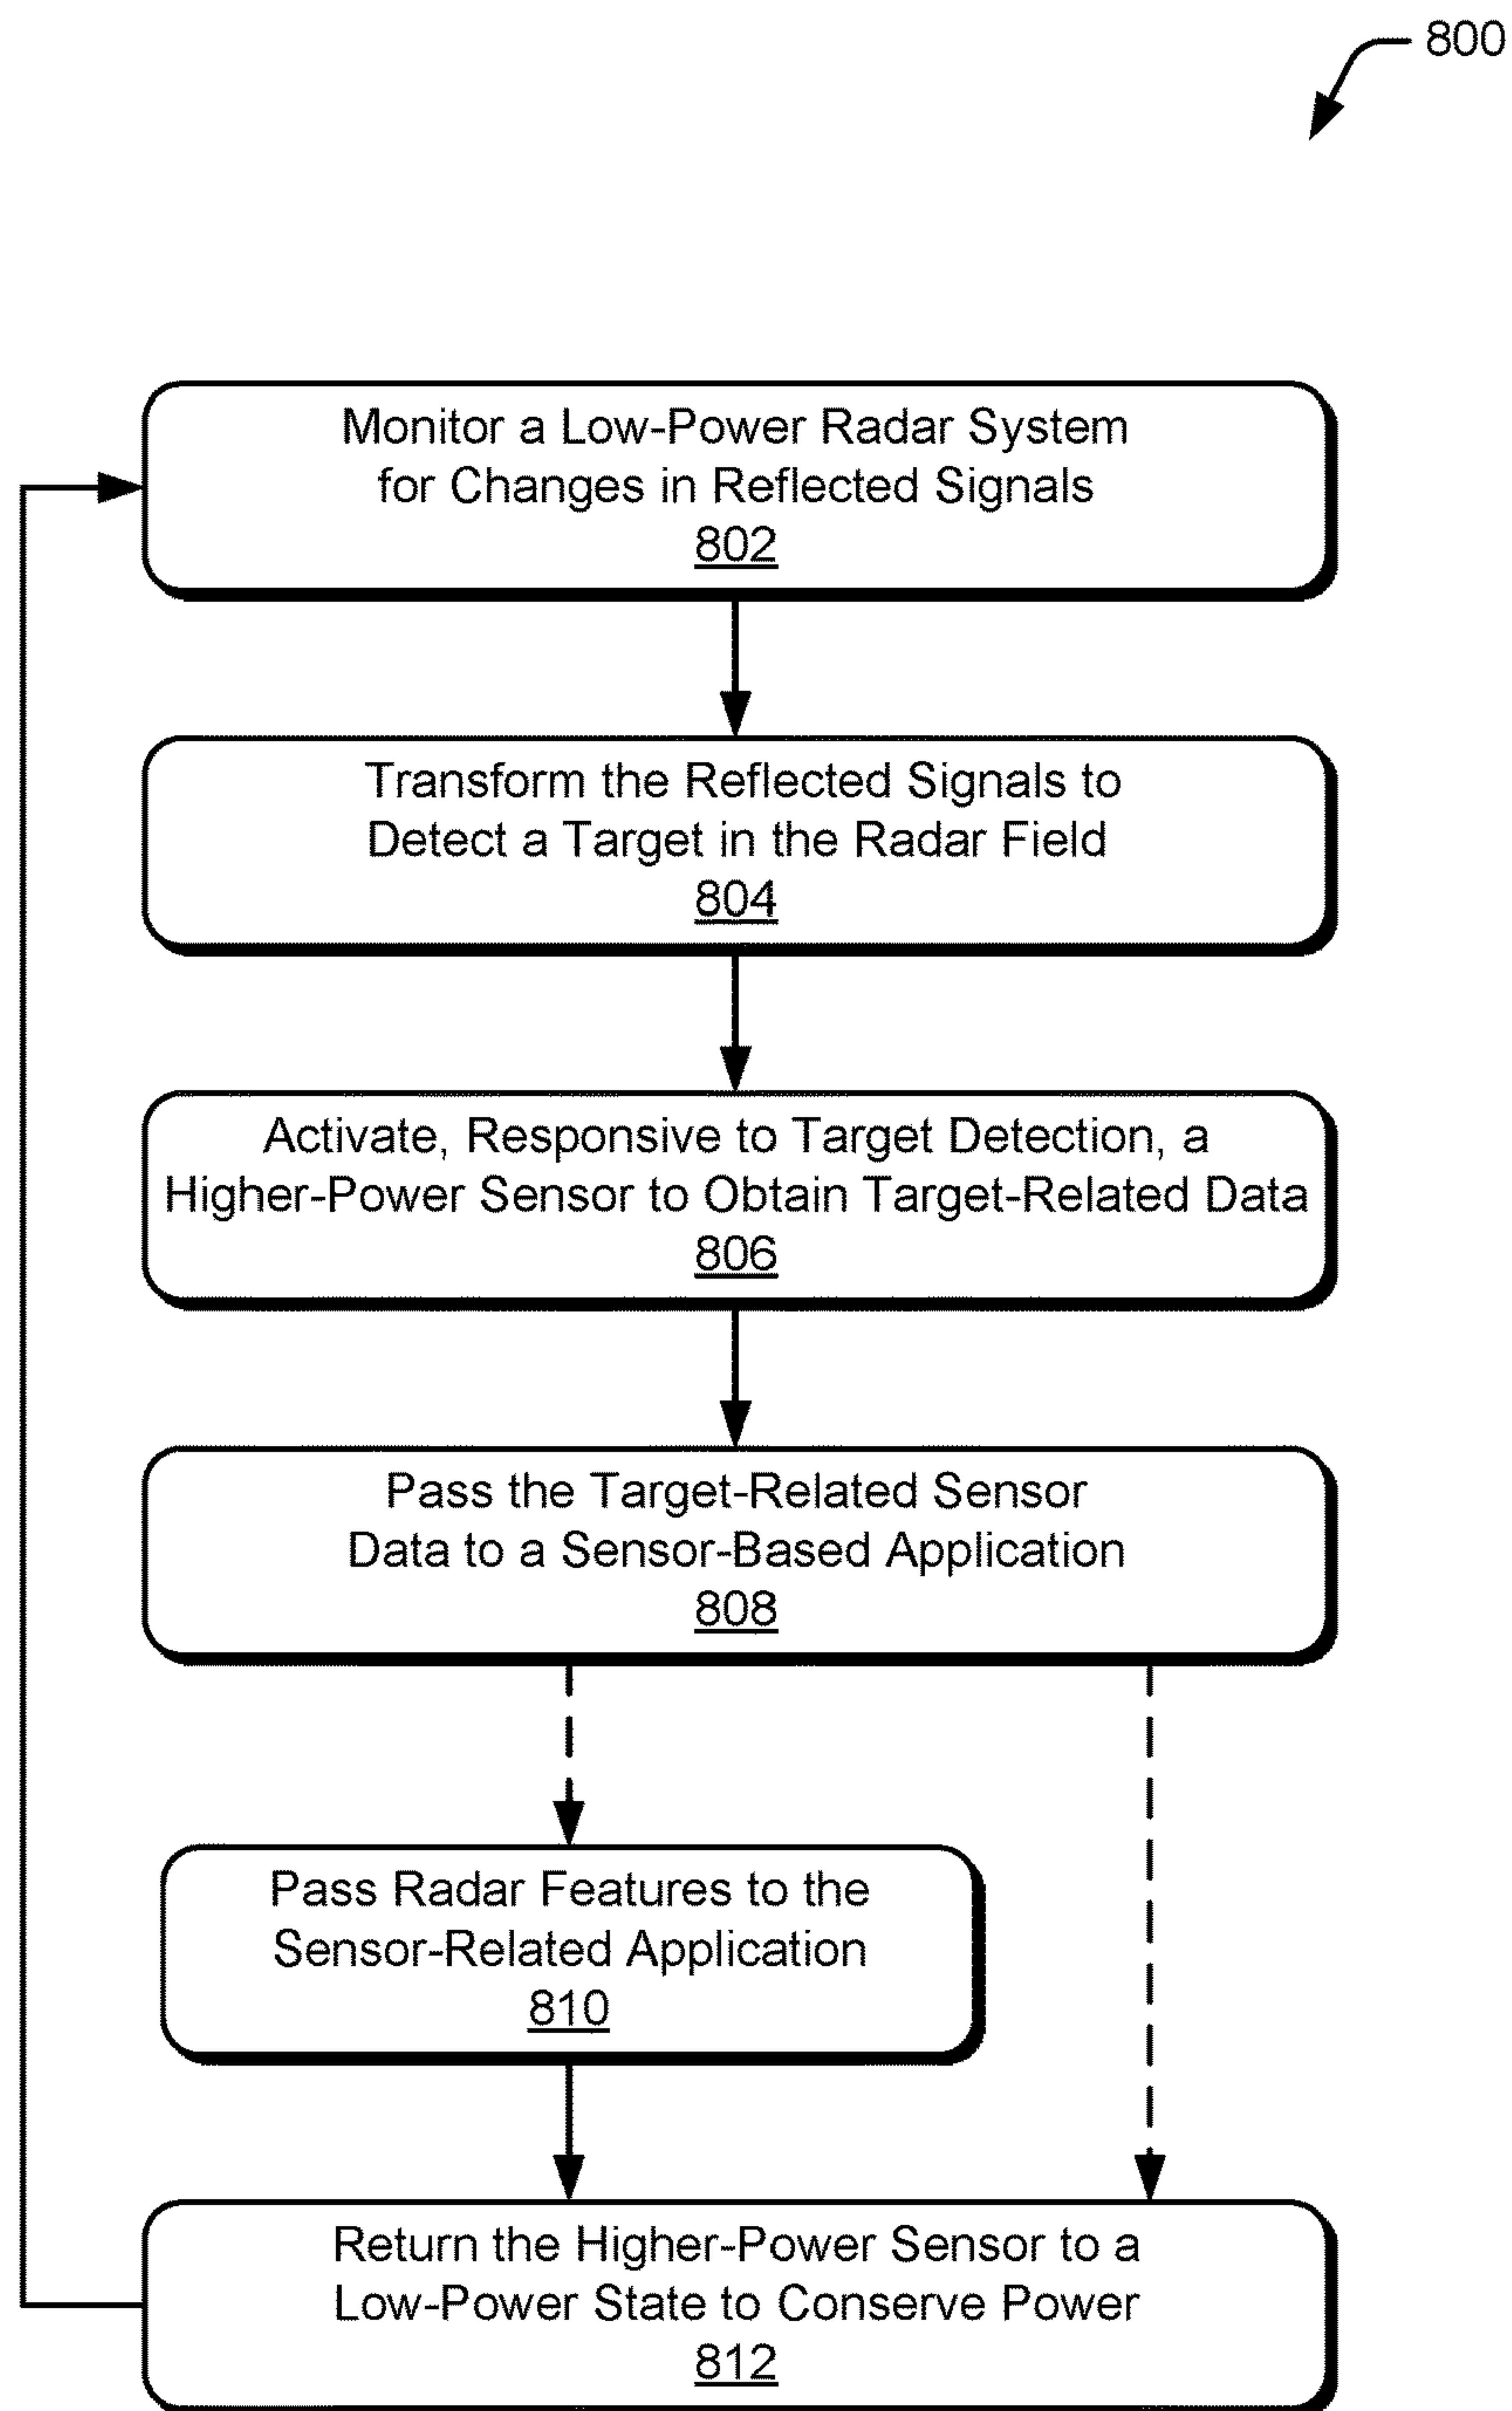 800
Monitor a Low-Power Radar System
for Changes in Reflected Signals
802
Transform the Reflected Signals to
Detect a Target in the Radar Field
804
Activate, Responsive to Target Detection, a
Higher-Power Sensor to Obtain Target-Related Data
806
Pass the Target-Related Sensor
Data to a Sensor-Based Application
808
Pass Radar Features to the
Sensor-Related Application
810
Return the Higher-Power Sensor to a
Low-Power State to Conserve Power
812